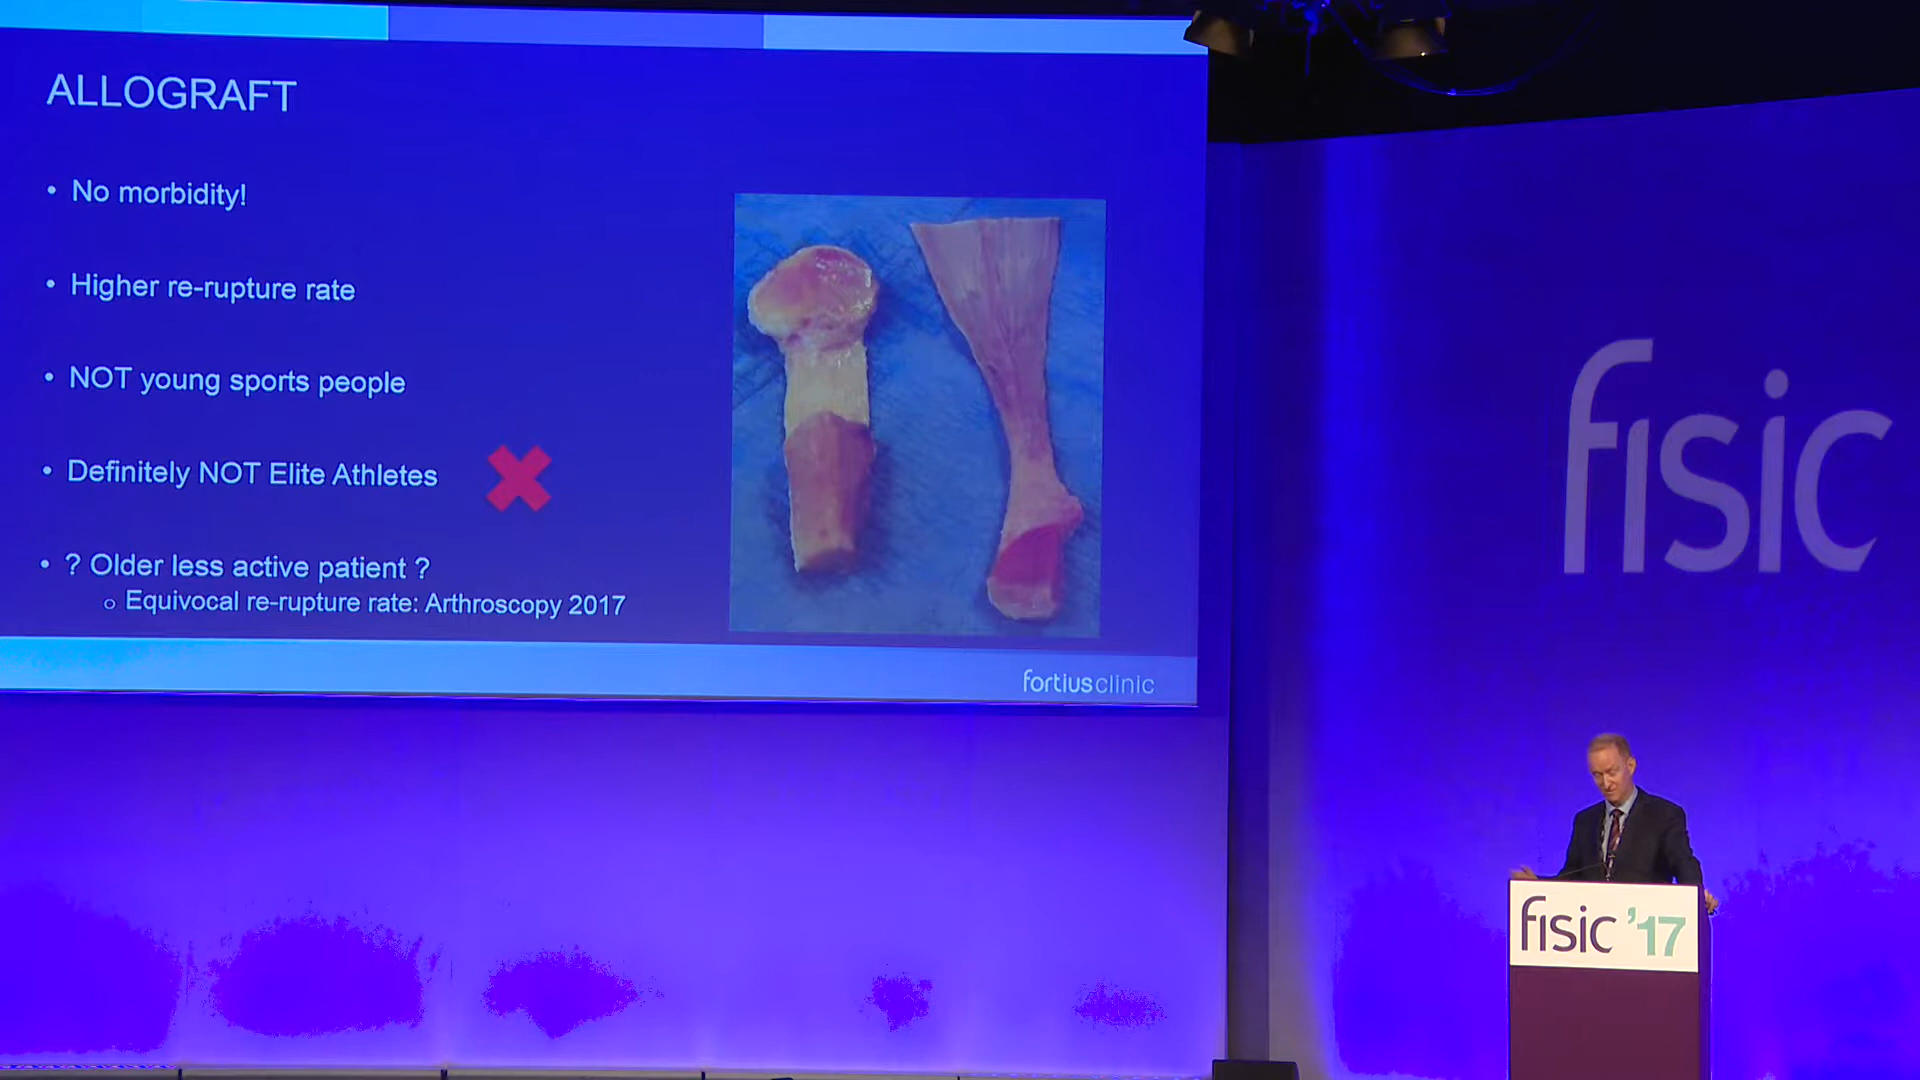 ALLOGRAFT
• No morbidity!
• Higher re-rupture rate
• NOT young sports people
• Definitely NOT Elite Athletes
• ? Older less active patient ?
o Equivocal re-rupture rate: Arthroscopy 2017
fortiusclinic
fisic
fisic '17